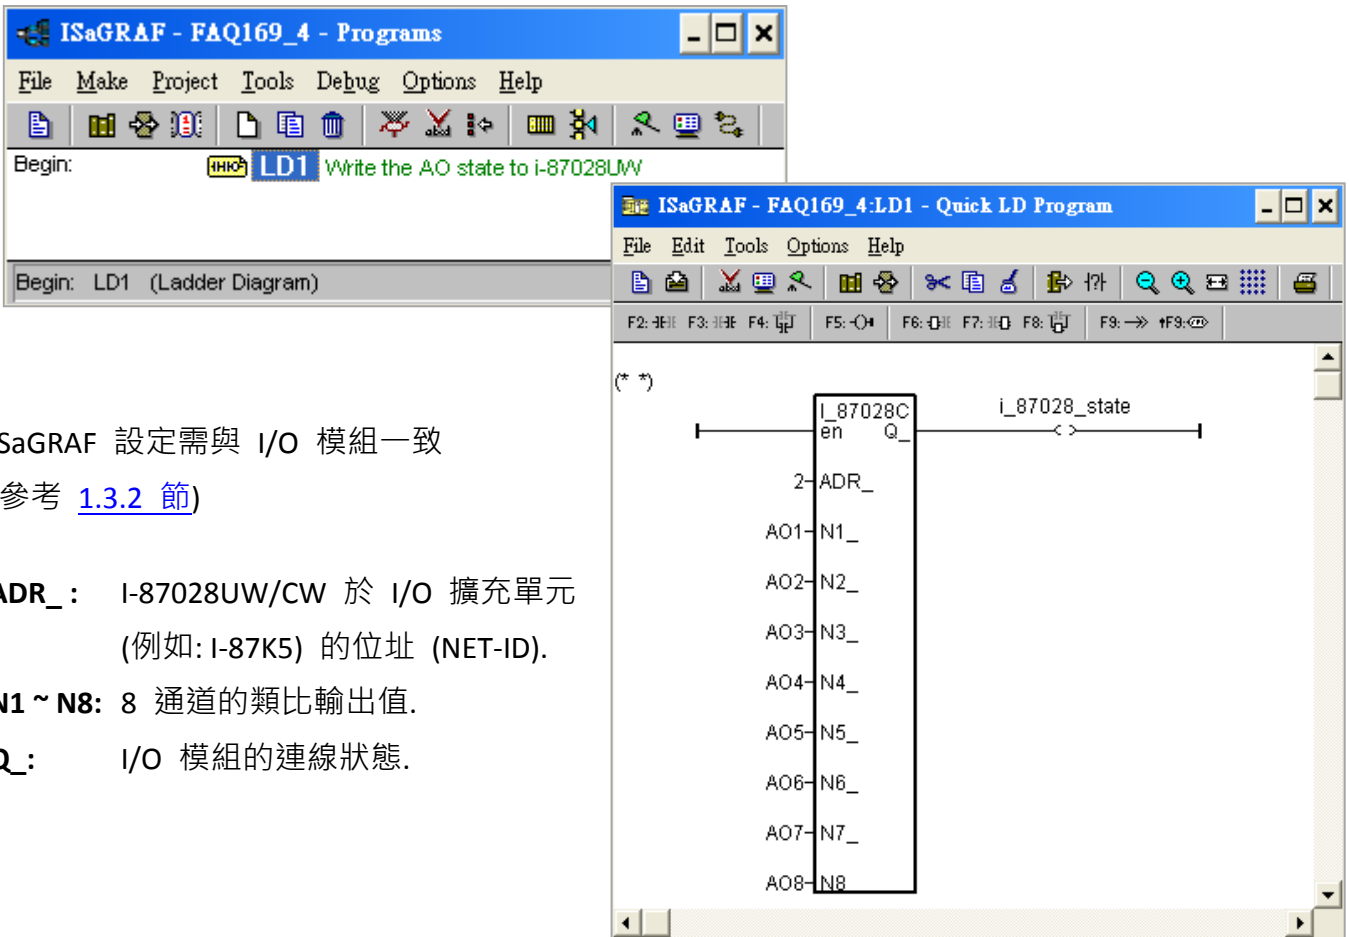 ISaGRAF - FAQ169_4 - Programs
File Make Project Tools Debug Options Help
Begin: LD1 Write the AO state to i-87028UW
Begin: LD1 (Ladder Diagram)
ISaGRAF - FAQ169_4:LD1 - Quick LD Program
File Edit Tools Options Help
F2: F3: F4: F5: F6: F7: F8: F9: F9:
(* *)
I_87028C
en Q_
i_87028_state
2 ADR_
AO1 N1_
AO2 N2_
AO3 N3_
AO4 N4_
AO5 N5_
AO6 N6_
AO7 N7_
AO8 N8
SaGRAF 設定需與 I/O 模組一致
參考 1.3.2 節)
ADR_ : I-87028UW/CW 於 I/O 擴充單元
(例如: I-87K5) 的位址 (NET-ID).
N1 ~ N8: 8 通道的類比輸出值.
Q_: I/O 模組的連線狀態.